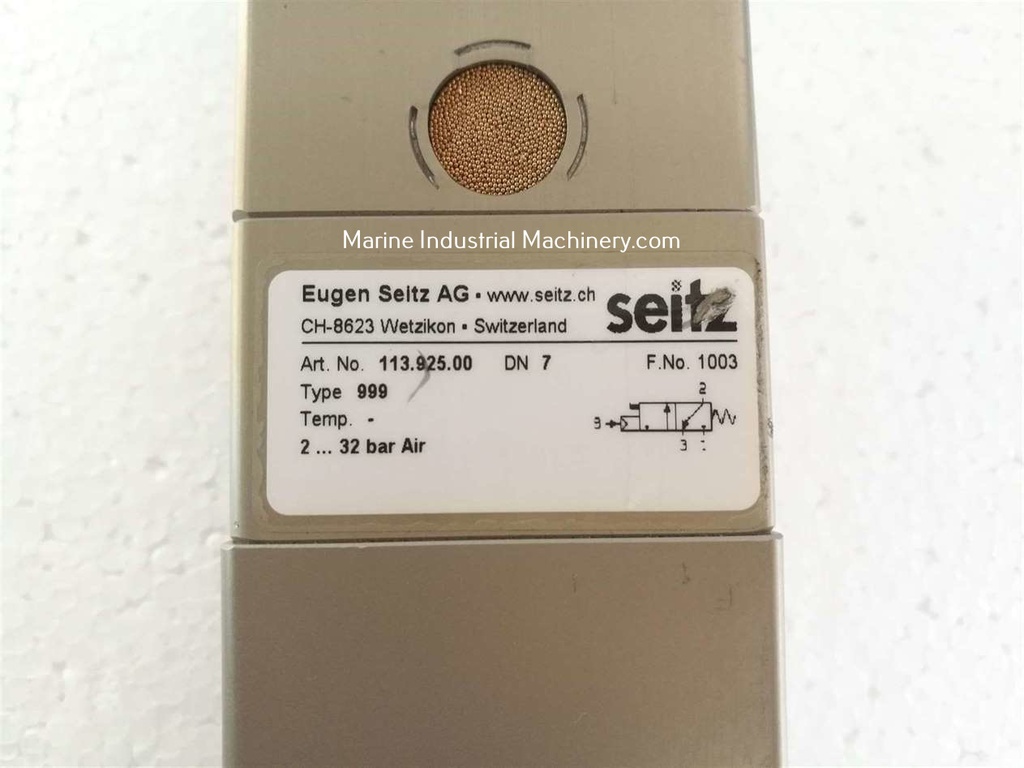 Marine Industrial Machinery.com
Eugen Seitz AG • www.seitz.ch
seitz
CH-8623 Wetzikon • Switzerland
Art. No. 113.925.00 DN 7 F.No. 1003
Type 999
Temp. -
2 ... 32 bar Air
2
3
3